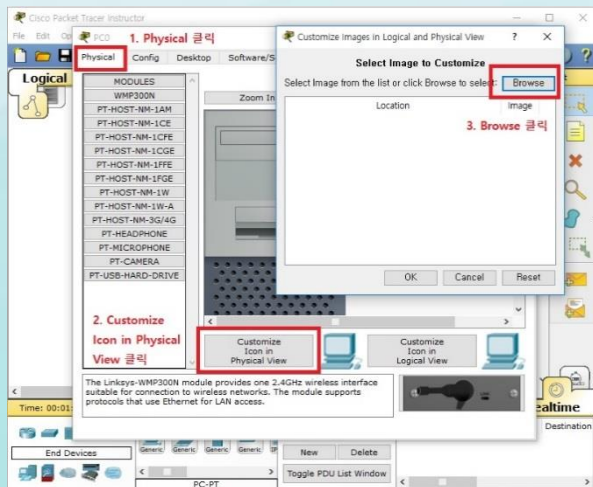 Cisco Packet Tracer Instructor
File Edit
PC0
1. Physical 클릭
Physical Config Desktop Software/S
Customize Images in Logical and Physical View ? ×
Select Image to Customize
Select Image from the list or click Browse to select: Browse
Location Image
3. Browse 클릭
OK Cancel Reset
Logical
MODULES
WMP300N
PT-HOST-NM-1AM
PT-HOST-NM-1CE
PT-HOST-NM-1CFE
PT-HOST-NM-1CGE
PT-HOST-NM-1FFE
PT-HOST-NM-1FGE
PT-HOST-NM-1W
PT-HOST-NM-1W-A
PT-HOST-NM-3G/4G
PT-HEADPHONE
PT-MICROPHONE
PT-CAMERA
PT-USB-HARD-DRIVE
Zoom In
2. Customize
Icon in Physical
View 클릭
Customize
Icon in
Physical View
Customize
Icon in
Logical View
The Linksys-WMP300N module provides one 2.4GHz wireless interface
suitable for connection to wireless networks. The module supports
protocols that use Ethernet for LAN access.
Time: 00:01: ealtime
End Devices
Generic Generic Generic
PC-PT
New Delete
Toggle PDU List Window
Destination